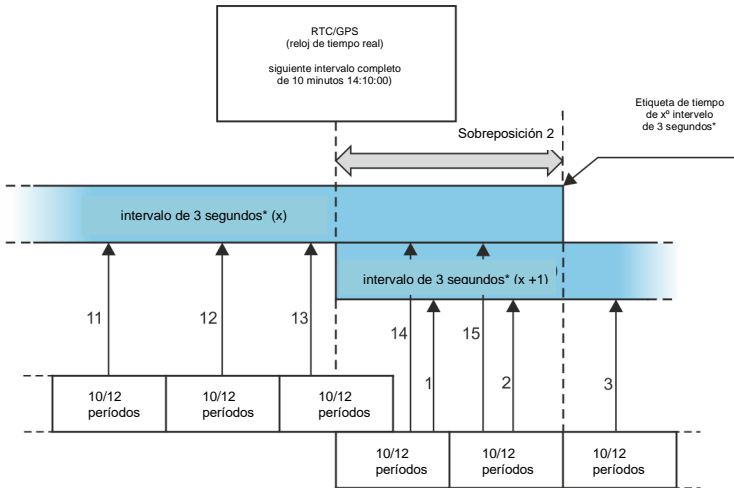 RTC/GPS
(reloj de tiempo real)
siguiente intervalo completo
de 10 minutos 14:10:00)
Etiqueta de tiempo
de xº intervelo
de 3 segundos*
Sobreposición 2
intervalo de 3 segundos* (x)
intervalo de 3 segundos* (x +1)
11
12
13
14
15
1
2
3
10/12
períodos
10/12
períodos
10/12
períodos
10/12
períodos
10/12
períodos
10/12
períodos